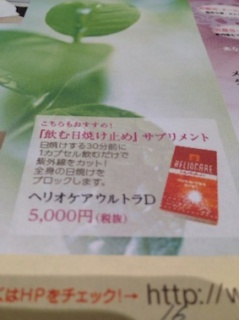 こちらもおすすめ!
「飲む日焼け止め」サプリメント
日焼けする30分前に
1カプセル飲むだけで
紫外線をカット!
全身の日焼けを
ブロックします。
HELIOCARE
ヘリオケアウルトラD
5,000円(税抜)
はHPをチェック!→ http://w